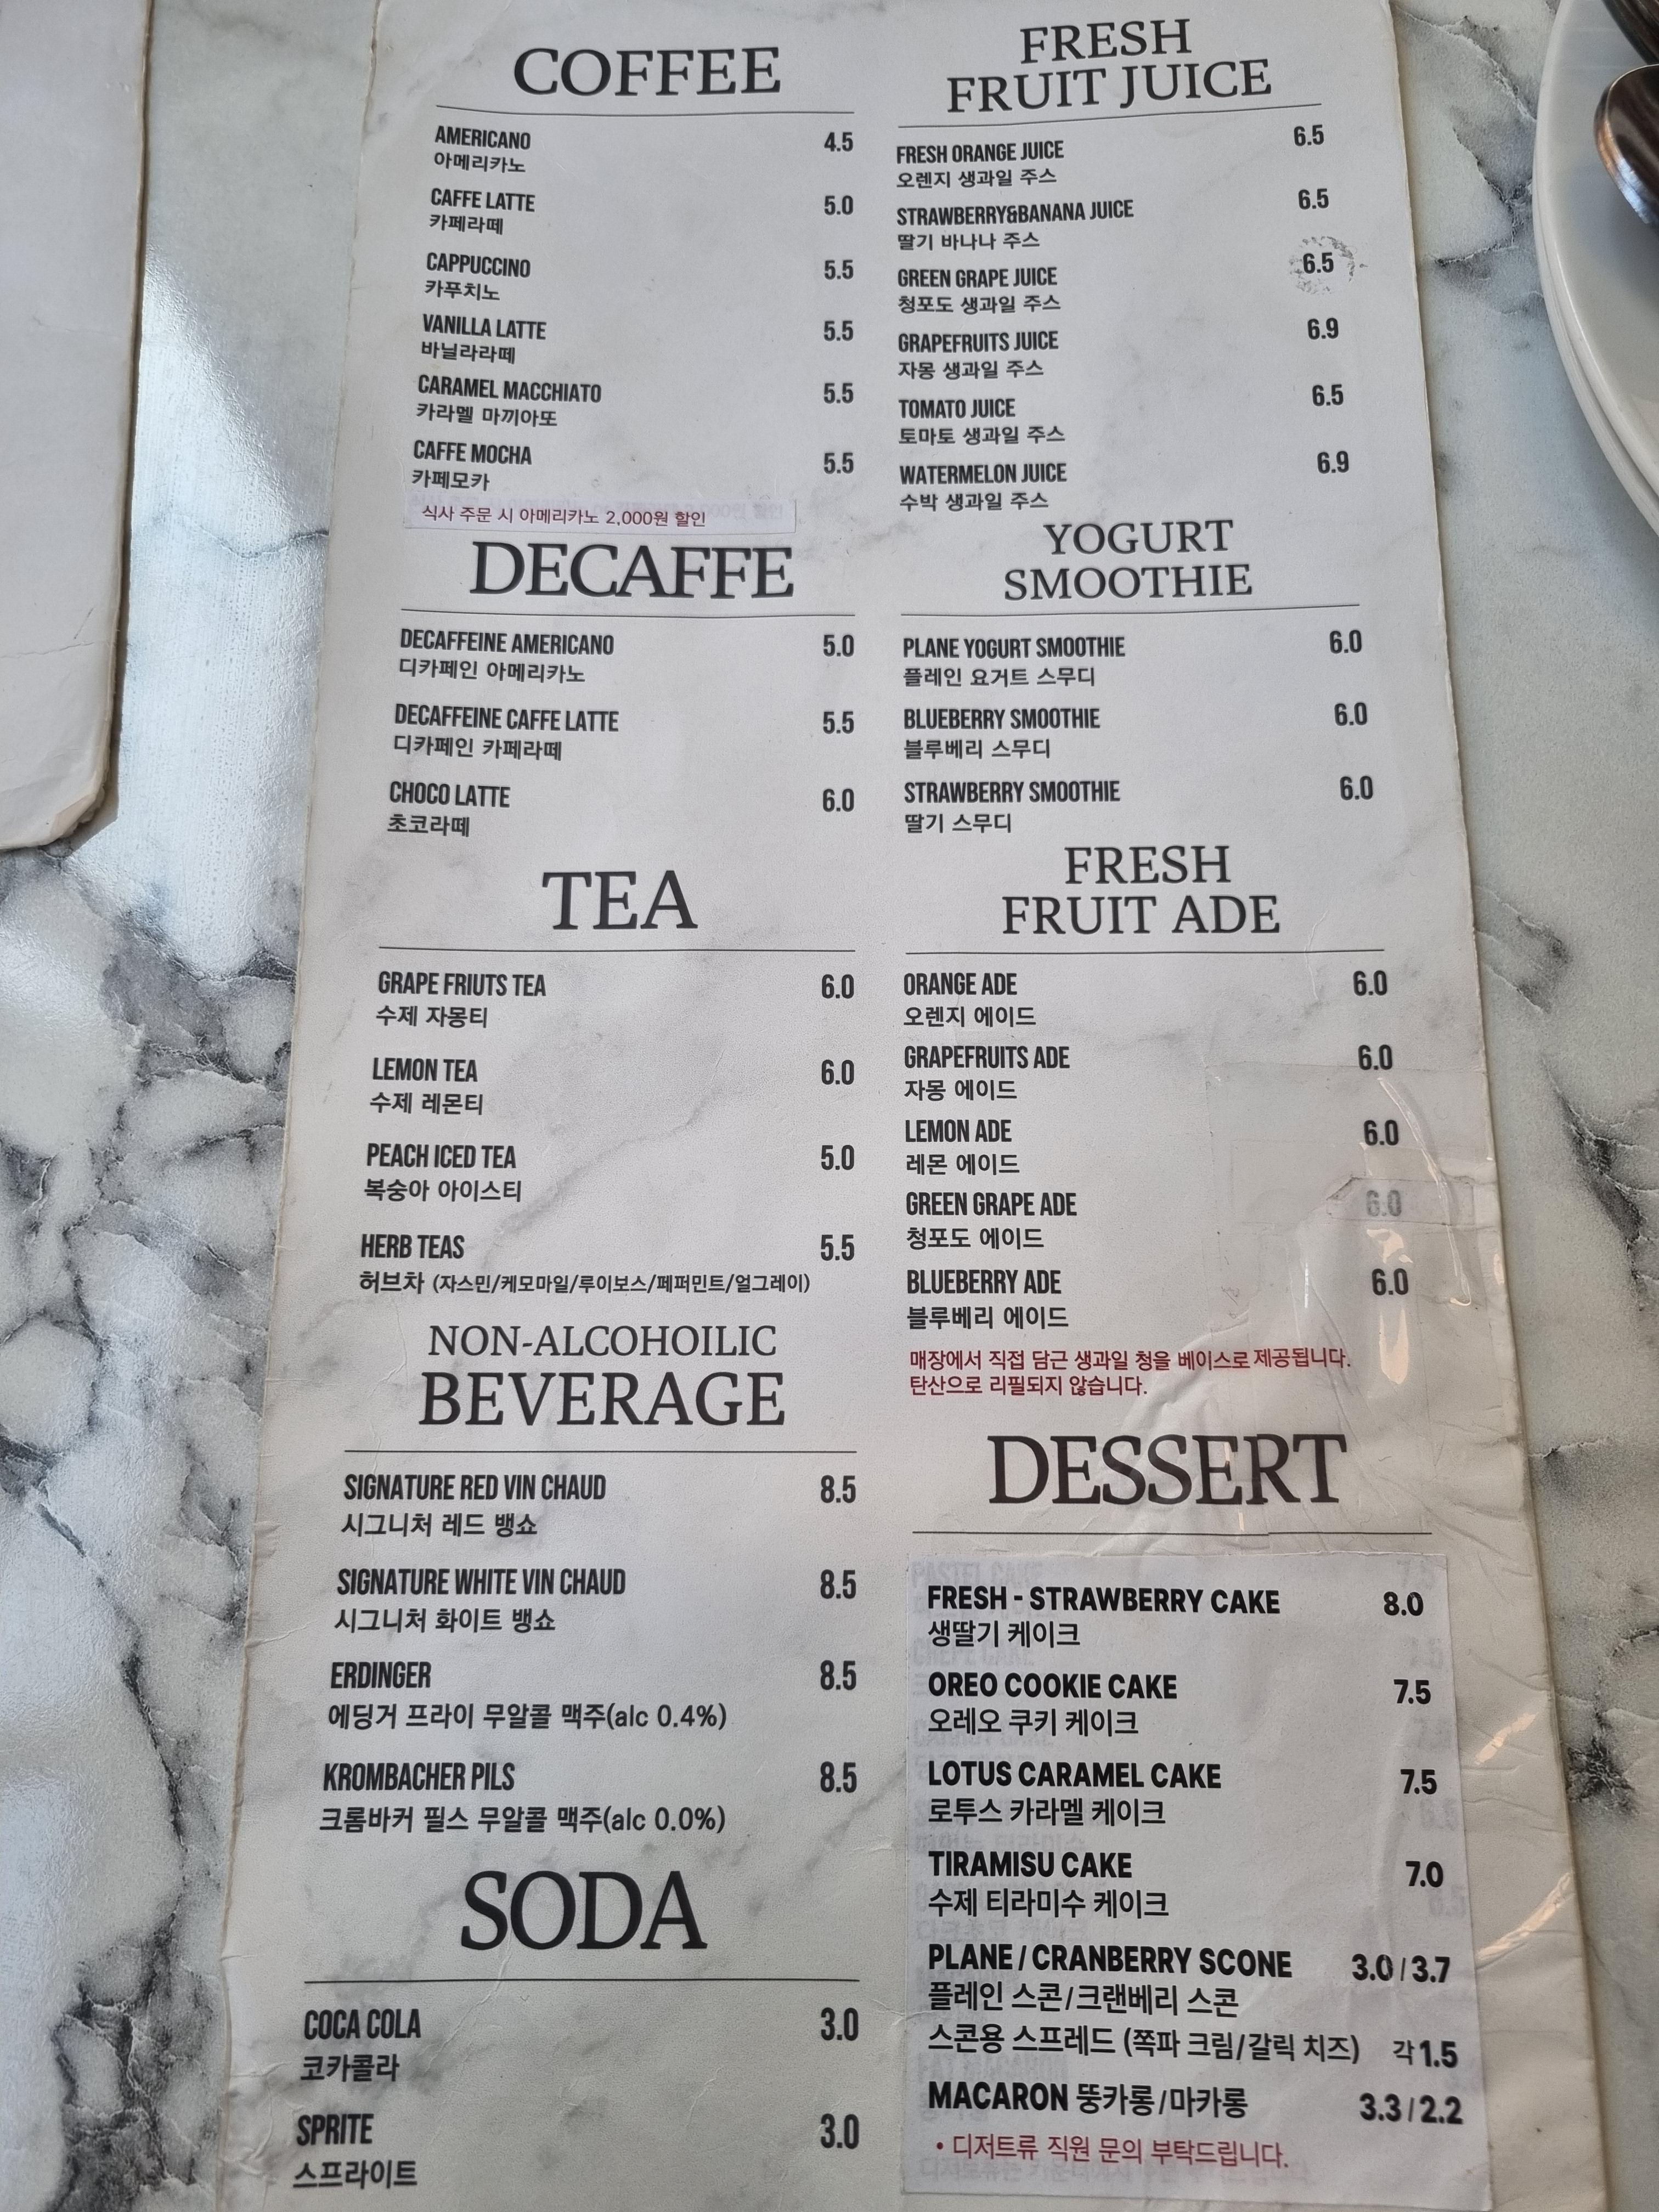 COFFEE
AMERICANO 4.5
아메리카노
CAFFE LATTE 5.0
카페라떼
CAPPUCCINO 5.5
카푸치노
VANILLA LATTE 5.5
바닐라라떼
CARAMEL MACCHIATO 5.5
카라멜 마끼아또
CAFFE MOCHA 5.5
카페모카
식사 주문 시 아메리카노 2,000원 할인
DECAFFE
DECAFFEINE AMERICANO 5.0
디카페인 아메리카노
DECAFFEINE CAFFE LATTE 5.5
디카페인 카페라떼
CHOCO LATTE 6.0
초코라떼
TEA
GRAPE FRIUTS TEA 6.0
수제 자몽티
LEMON TEA 6.0
수제 레몬티
PEACH ICED TEA 5.0
복숭아 아이스티
HERB TEAS 5.5
허브차 (자스민/케모마일/루이보스/페퍼민트/얼그레이)
NON-ALCOHOILIC
BEVERAGE
SIGNATURE RED VIN CHAUD 8.5
시그니처 레드 뱅쇼
SIGNATURE WHITE VIN CHAUD 8.5
시그니처 화이트 뱅쇼
ERDINGER 8.5
에딩거 프라이 무알콜 맥주(alc 0.4%)
KROMBACHER PILS 8.5
크롬바커 필스 무알콜 맥주(alc 0.0%)
SODA
COCA COLA 3.0
코카콜라
SPRITE 3.0
스프라이트
FRESH
FRUIT JUICE
FRESH ORANGE JUICE 6.5
오렌지 생과일 주스
STRAWBERRY&BANANA JUICE 6.5
딸기 바나나 주스
GREEN GRAPE JUICE 6.5
청포도 생과일 주스
GRAPEFRUITS JUICE 6.9
자몽 생과일 주스
TOMATO JUICE 6.5
토마토 생과일 주스
WATERMELON JUICE 6.9
수박 생과일 주스
YOGURT
SMOOTHIE
PLANE YOGURT SMOOTHIE 6.0
플레인 요거트 스무디
BLUEBERRY SMOOTHIE 6.0
블루베리 스무디
STRAWBERRY SMOOTHIE 6.0
딸기 스무디
FRESH
FRUIT ADE
ORANGE ADE 6.0
오렌지 에이드
GRAPEFRUITS ADE 6.0
자몽 에이드
LEMON ADE 6.0
레몬 에이드
GREEN GRAPE ADE 6.0
청포도 에이드
BLUEBERRY ADE 6.0
블루베리 에이드
매장에서 직접 담근 생과일 청을 베이스로 제공됩니다.
탄산으로 리필되지 않습니다.
DESSERT
FRESH - STRAWBERRY CAKE 8.0
생딸기 케이크
OREO COOKIE CAKE 7.5
오레오 쿠키 케이크
LOTUS CARAMEL CAKE 7.5
로투스 카라멜 케이크
TIRAMISU CAKE 7.0
수제 티라미수 케이크
PLANE / CRANBERRY SCONE 3.0 / 3.7
플레인 스콘/크랜베리 스콘
스콘용 스프레드 (쪽파 크림/갈릭 치즈) 각 1.5
MACARON 뚱카롱/마카롱 3.3 / 2.2
• 디저트류 직원 문의 부탁드립니다.